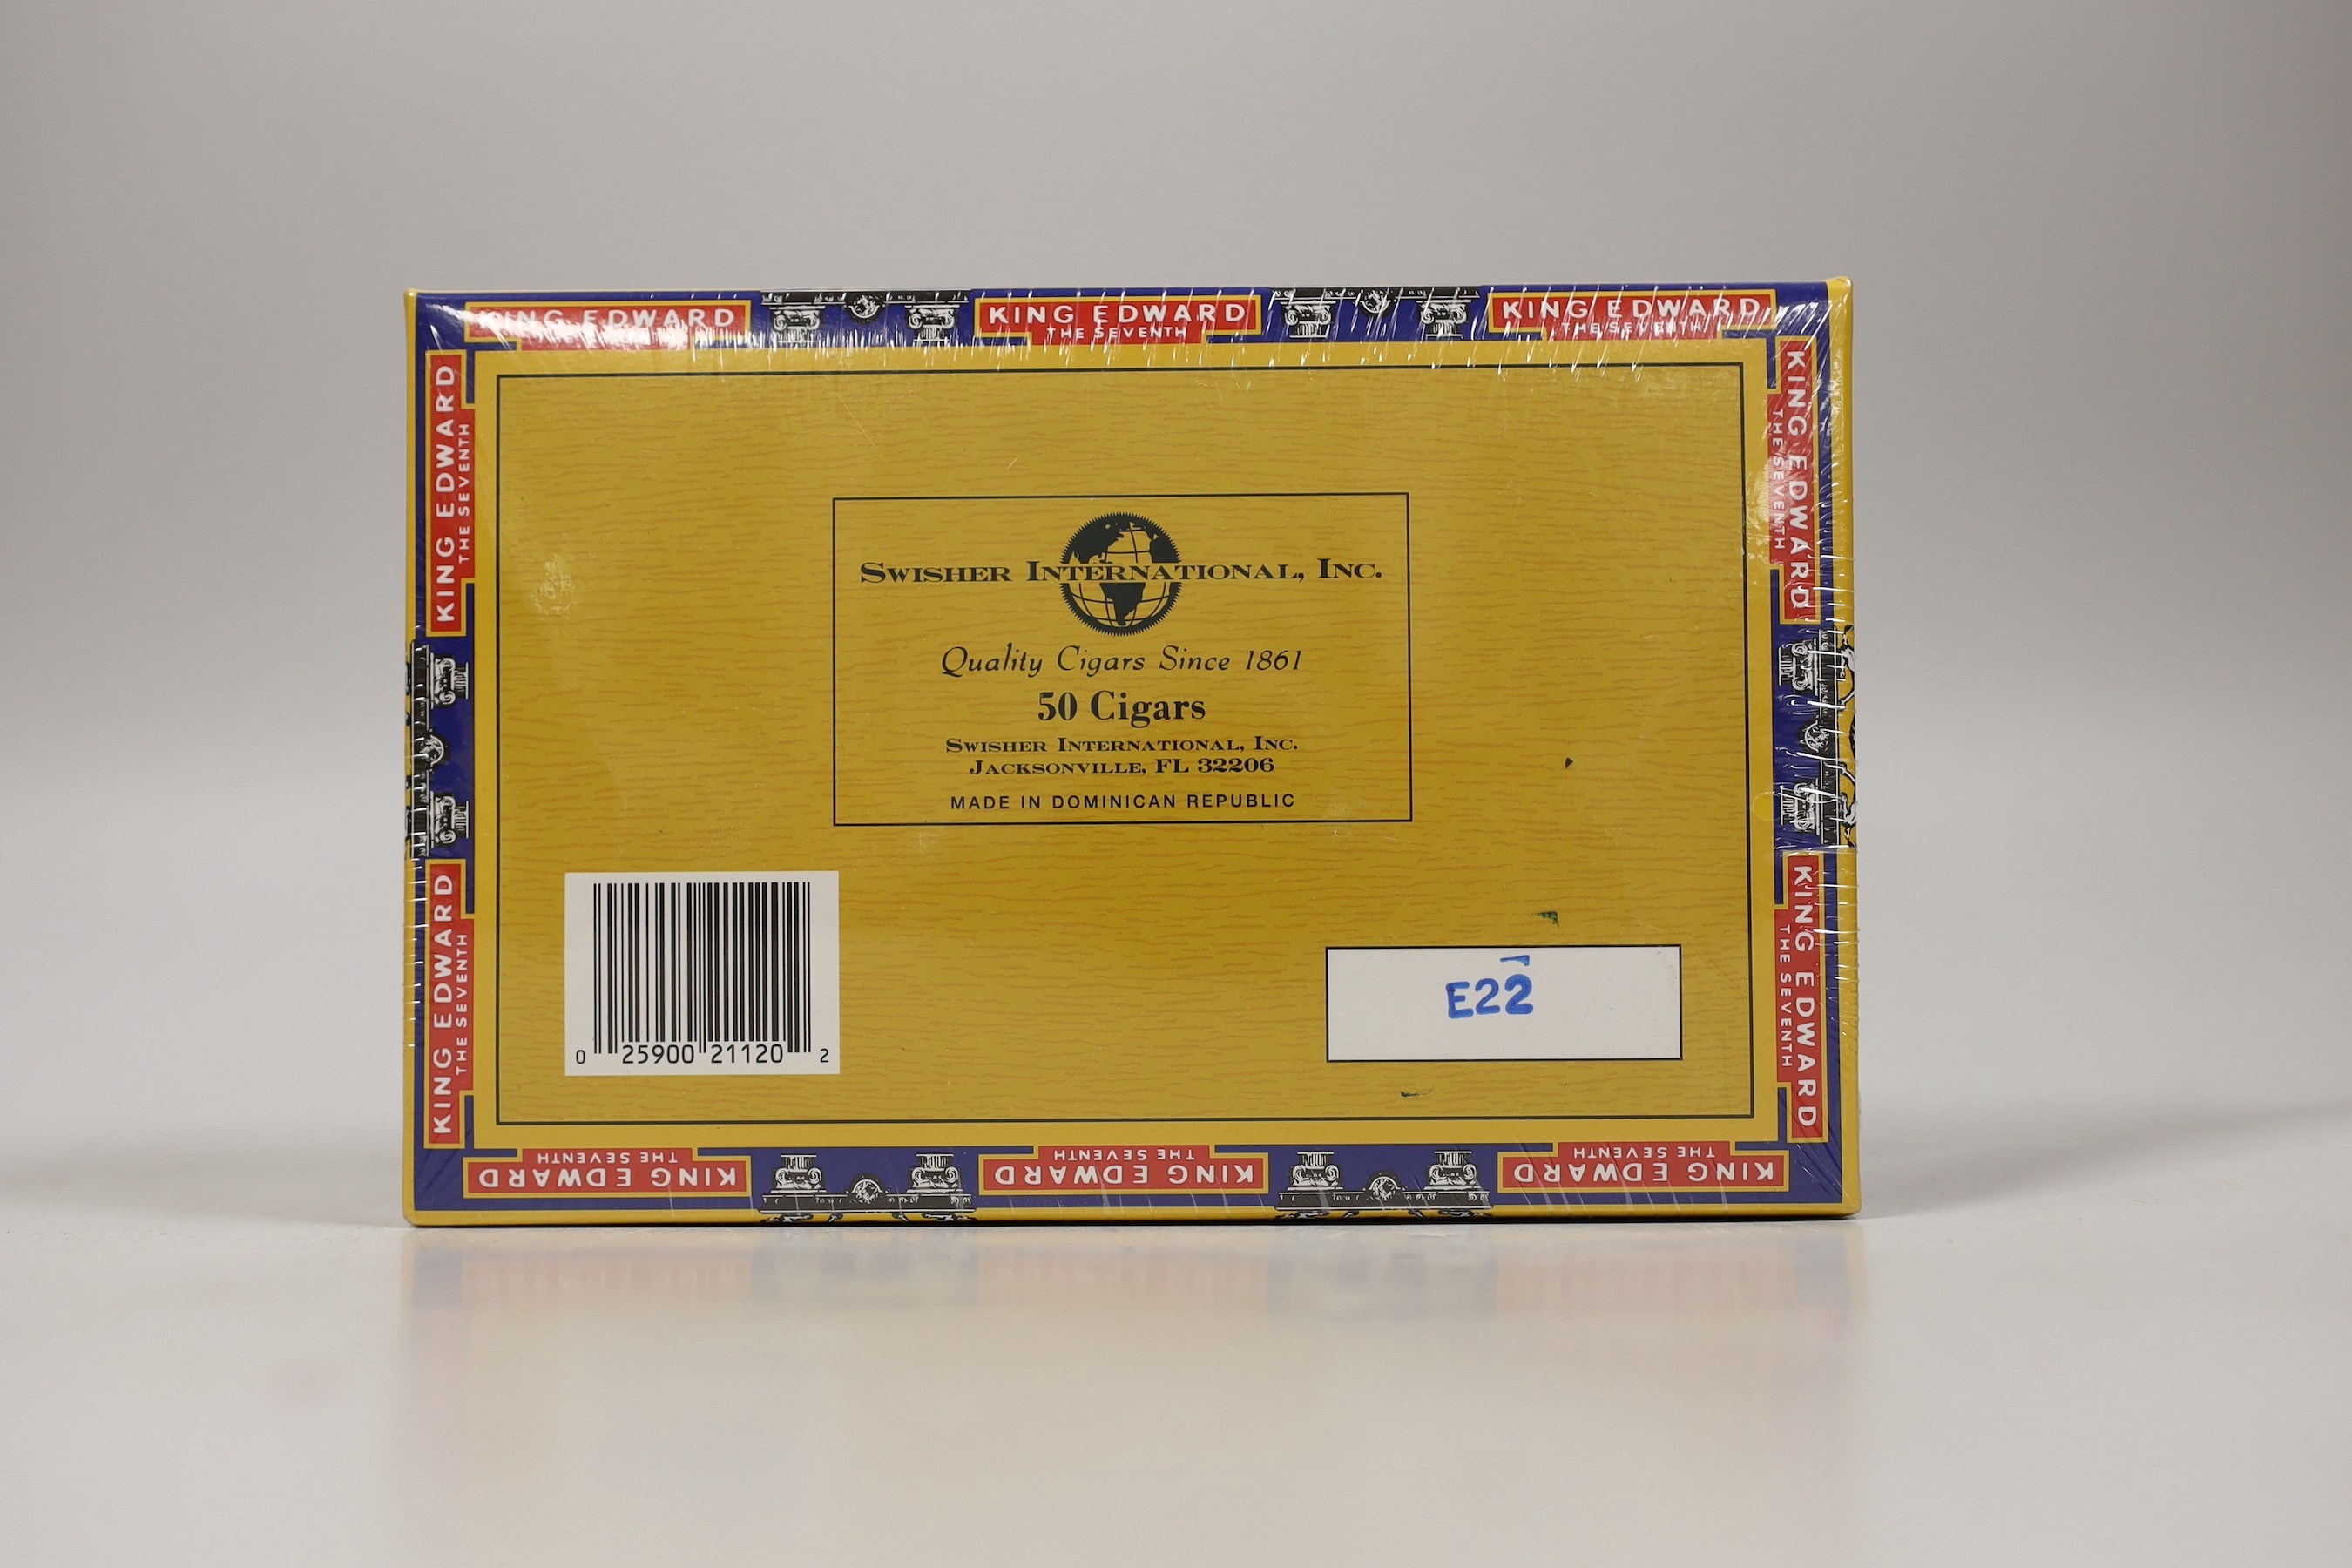 KING EDWARD
THE SEVENTH
KING EDWARD
THE SEVENTH
KING EDWARD
THE SEVENTH
KING EDWARD
THE SEVENTH
KING EDWARD
THE SEVENTH
SWISHER INTERNATIONAL, INC.
Quality Cigars Since 1861
50 Cigars
SWISHER INTERNATIONAL, INC.
JACKSONVILLE, FL 32206
MADE IN DOMINICAN REPUBLIC
KING EDWARD
THE SEVENTH
KING EDWARD
THE SEVENTH
0 25900 21120 2
E22
KING EDWARD
THE SEVENTH
KING EDWARD
THE SEVENTH
KING EDWARD
THE SEVENTH